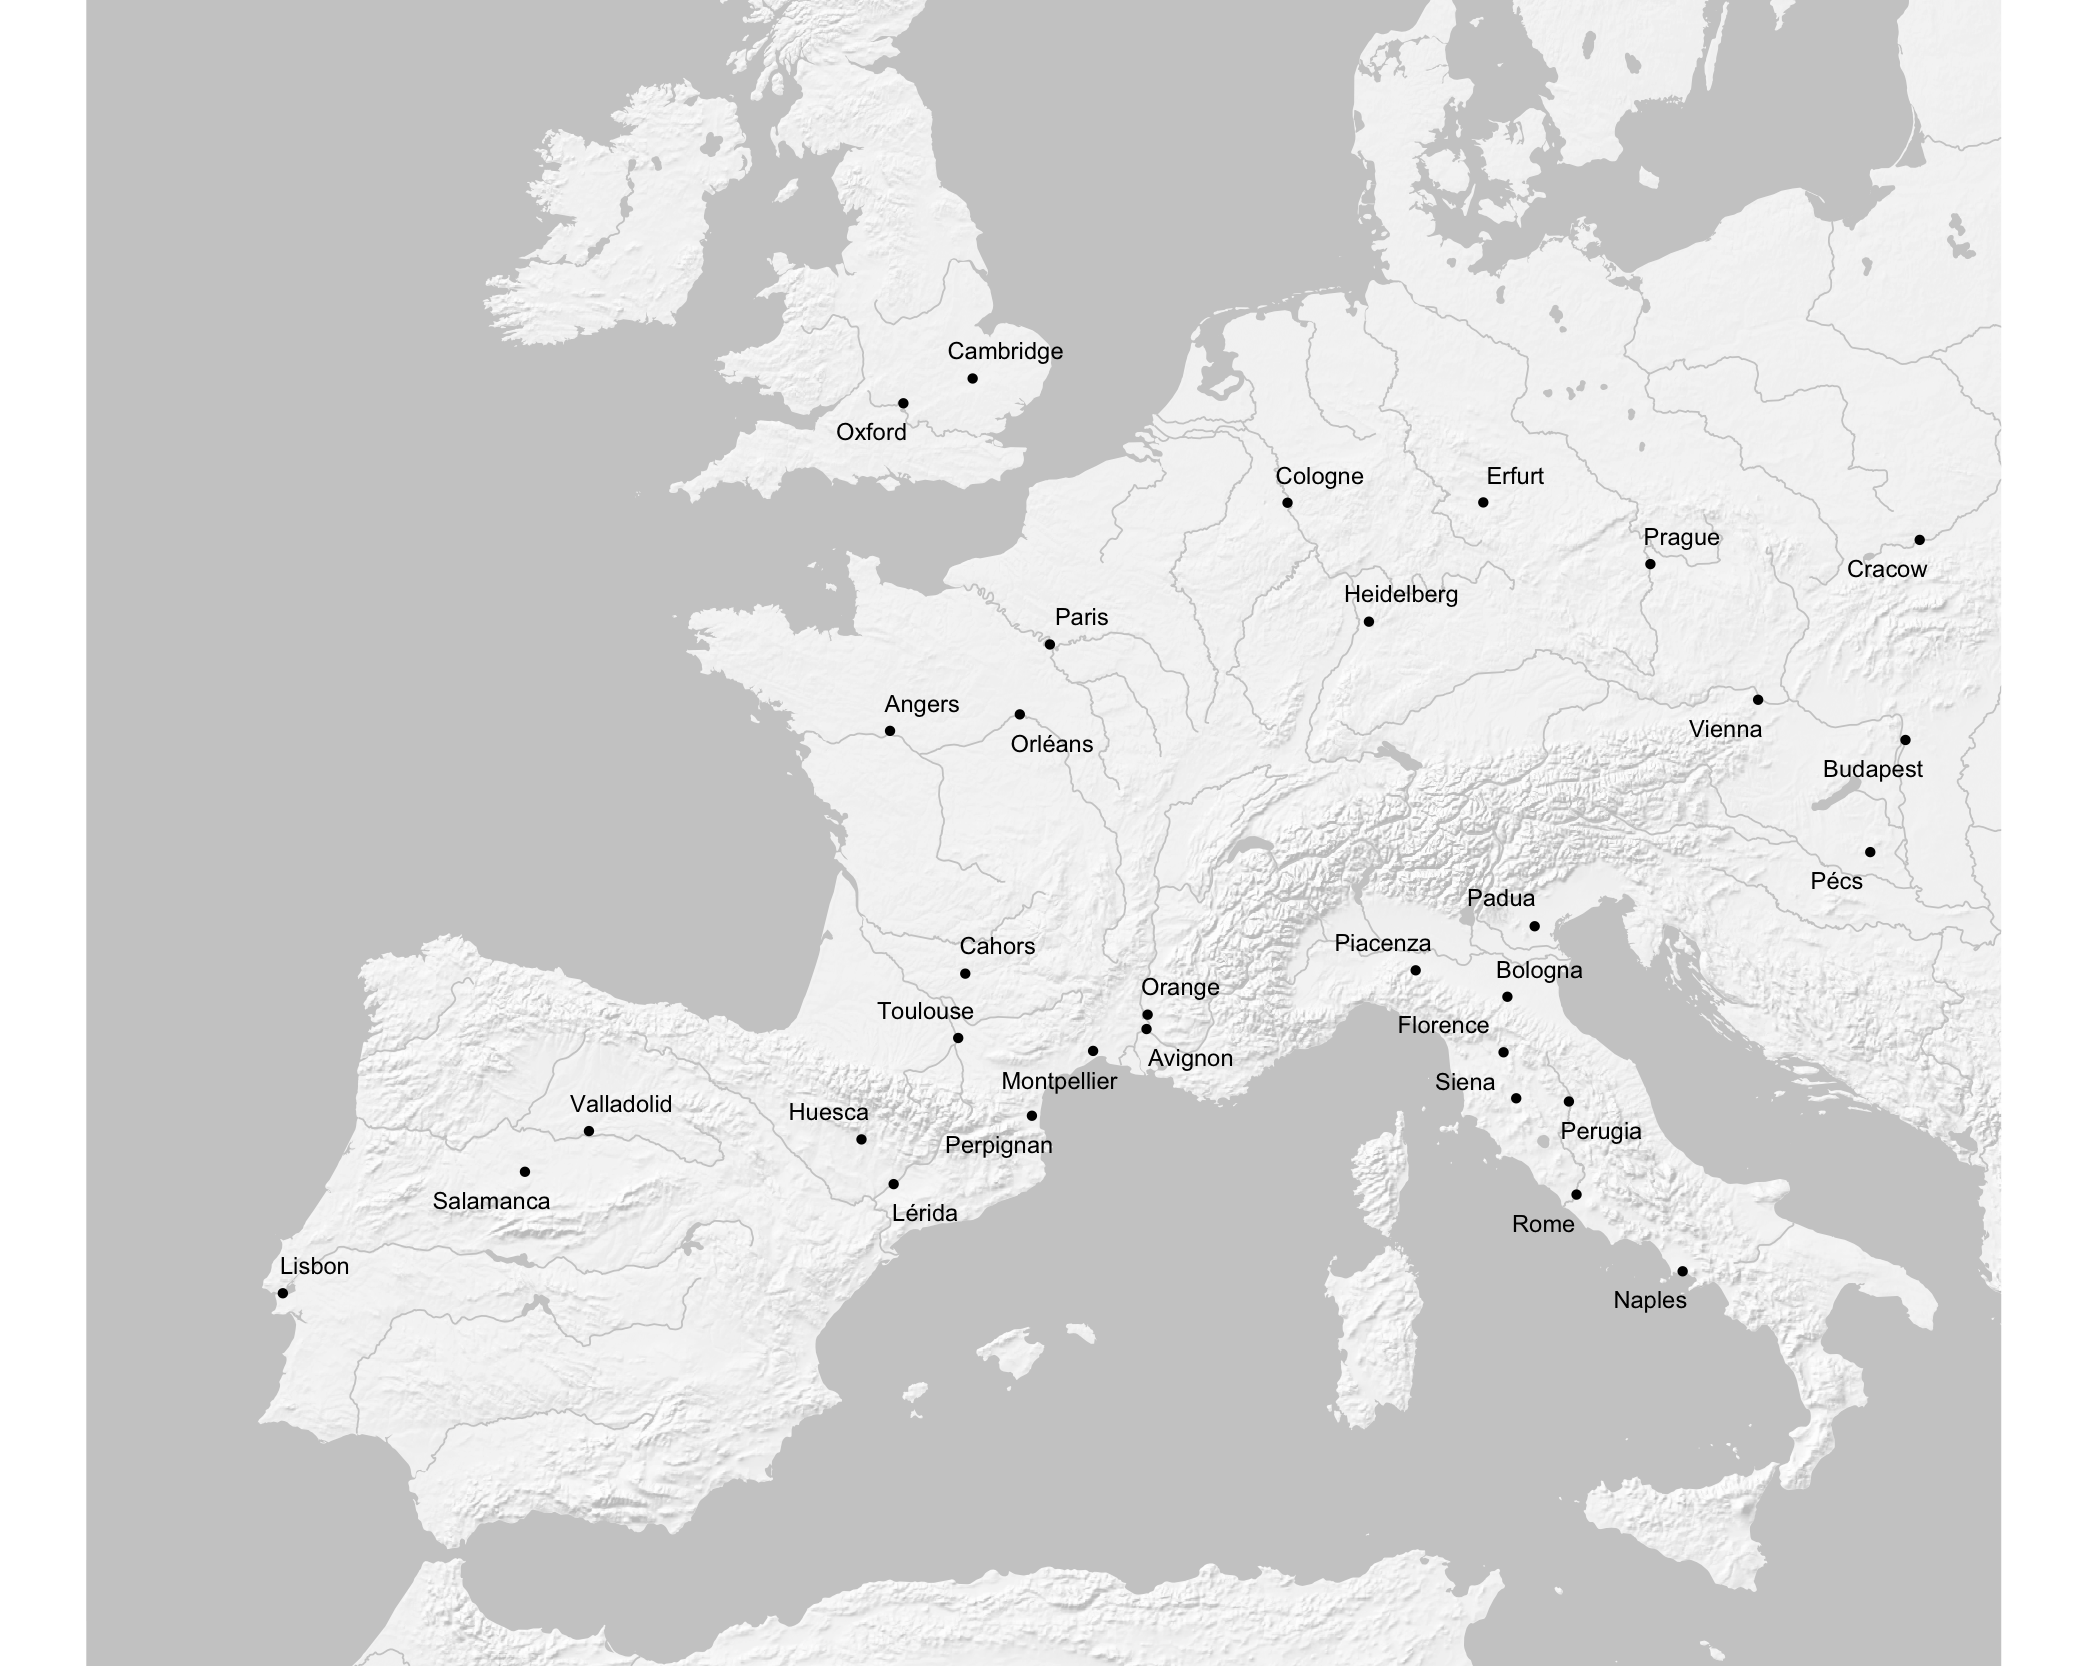 Cambridge
Oxford
Cologne
Erfurt
Prague
Cracow
Heidelberg
Paris
Angers
Orléans
Vienna
Budapest
Pécs
Padua
Piacenza
Cahors
Bologna
Orange
Toulouse
Florence
Avignon
Montpellier
Siena
Valladolid
Huesca
Perugia
Perpignan
Salamanca
Lérida
Rome
Lisbon
Naples